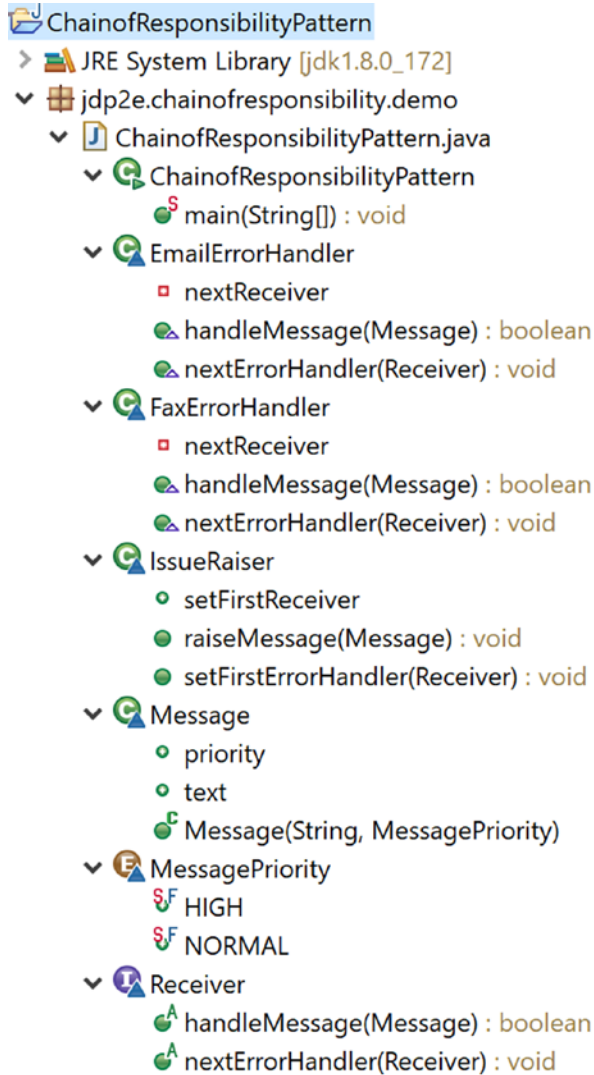 ChainofResponsibilityPattern
JRE System Library [jdk1.8.0_172]
jdp2e.chainofresponsibility.demo
ChainofResponsibilityPattern.java
ChainofResponsibilityPattern
main(String[]) : void
EmailErrorHandler
nextReceiver
handleMessage(Message) : boolean
nextErrorHandler(Receiver) : void
FaxErrorHandler
nextReceiver
handleMessage(Message) : boolean
nextErrorHandler(Receiver) : void
IssueRaiser
setFirstReceiver
raiseMessage(Message) : void
setFirstErrorHandler(Receiver) : void
Message
priority
text
Message(String, MessagePriority)
MessagePriority
HIGH
NORMAL
Receiver
handleMessage(Message) : boolean
nextErrorHandler(Receiver) : void